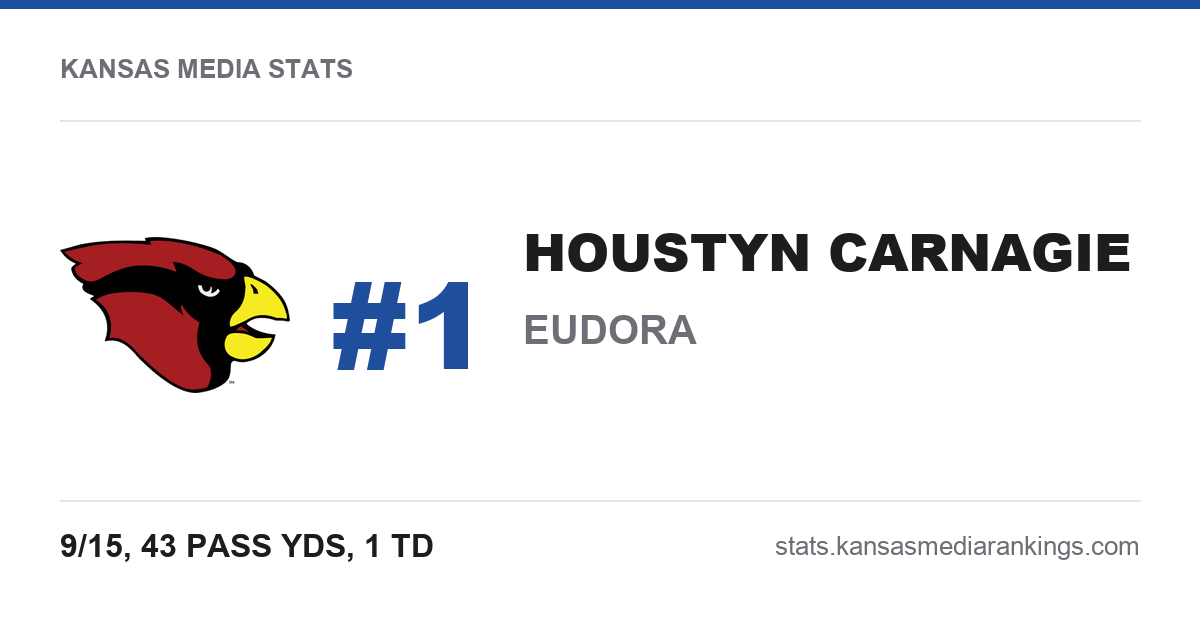 KANSAS MEDIA STATS
#1
HOUSTYN CARNAGIE
EUDORA
9/15, 43 PASS YDS, 1 TD
stats.kansasmediarankings.com